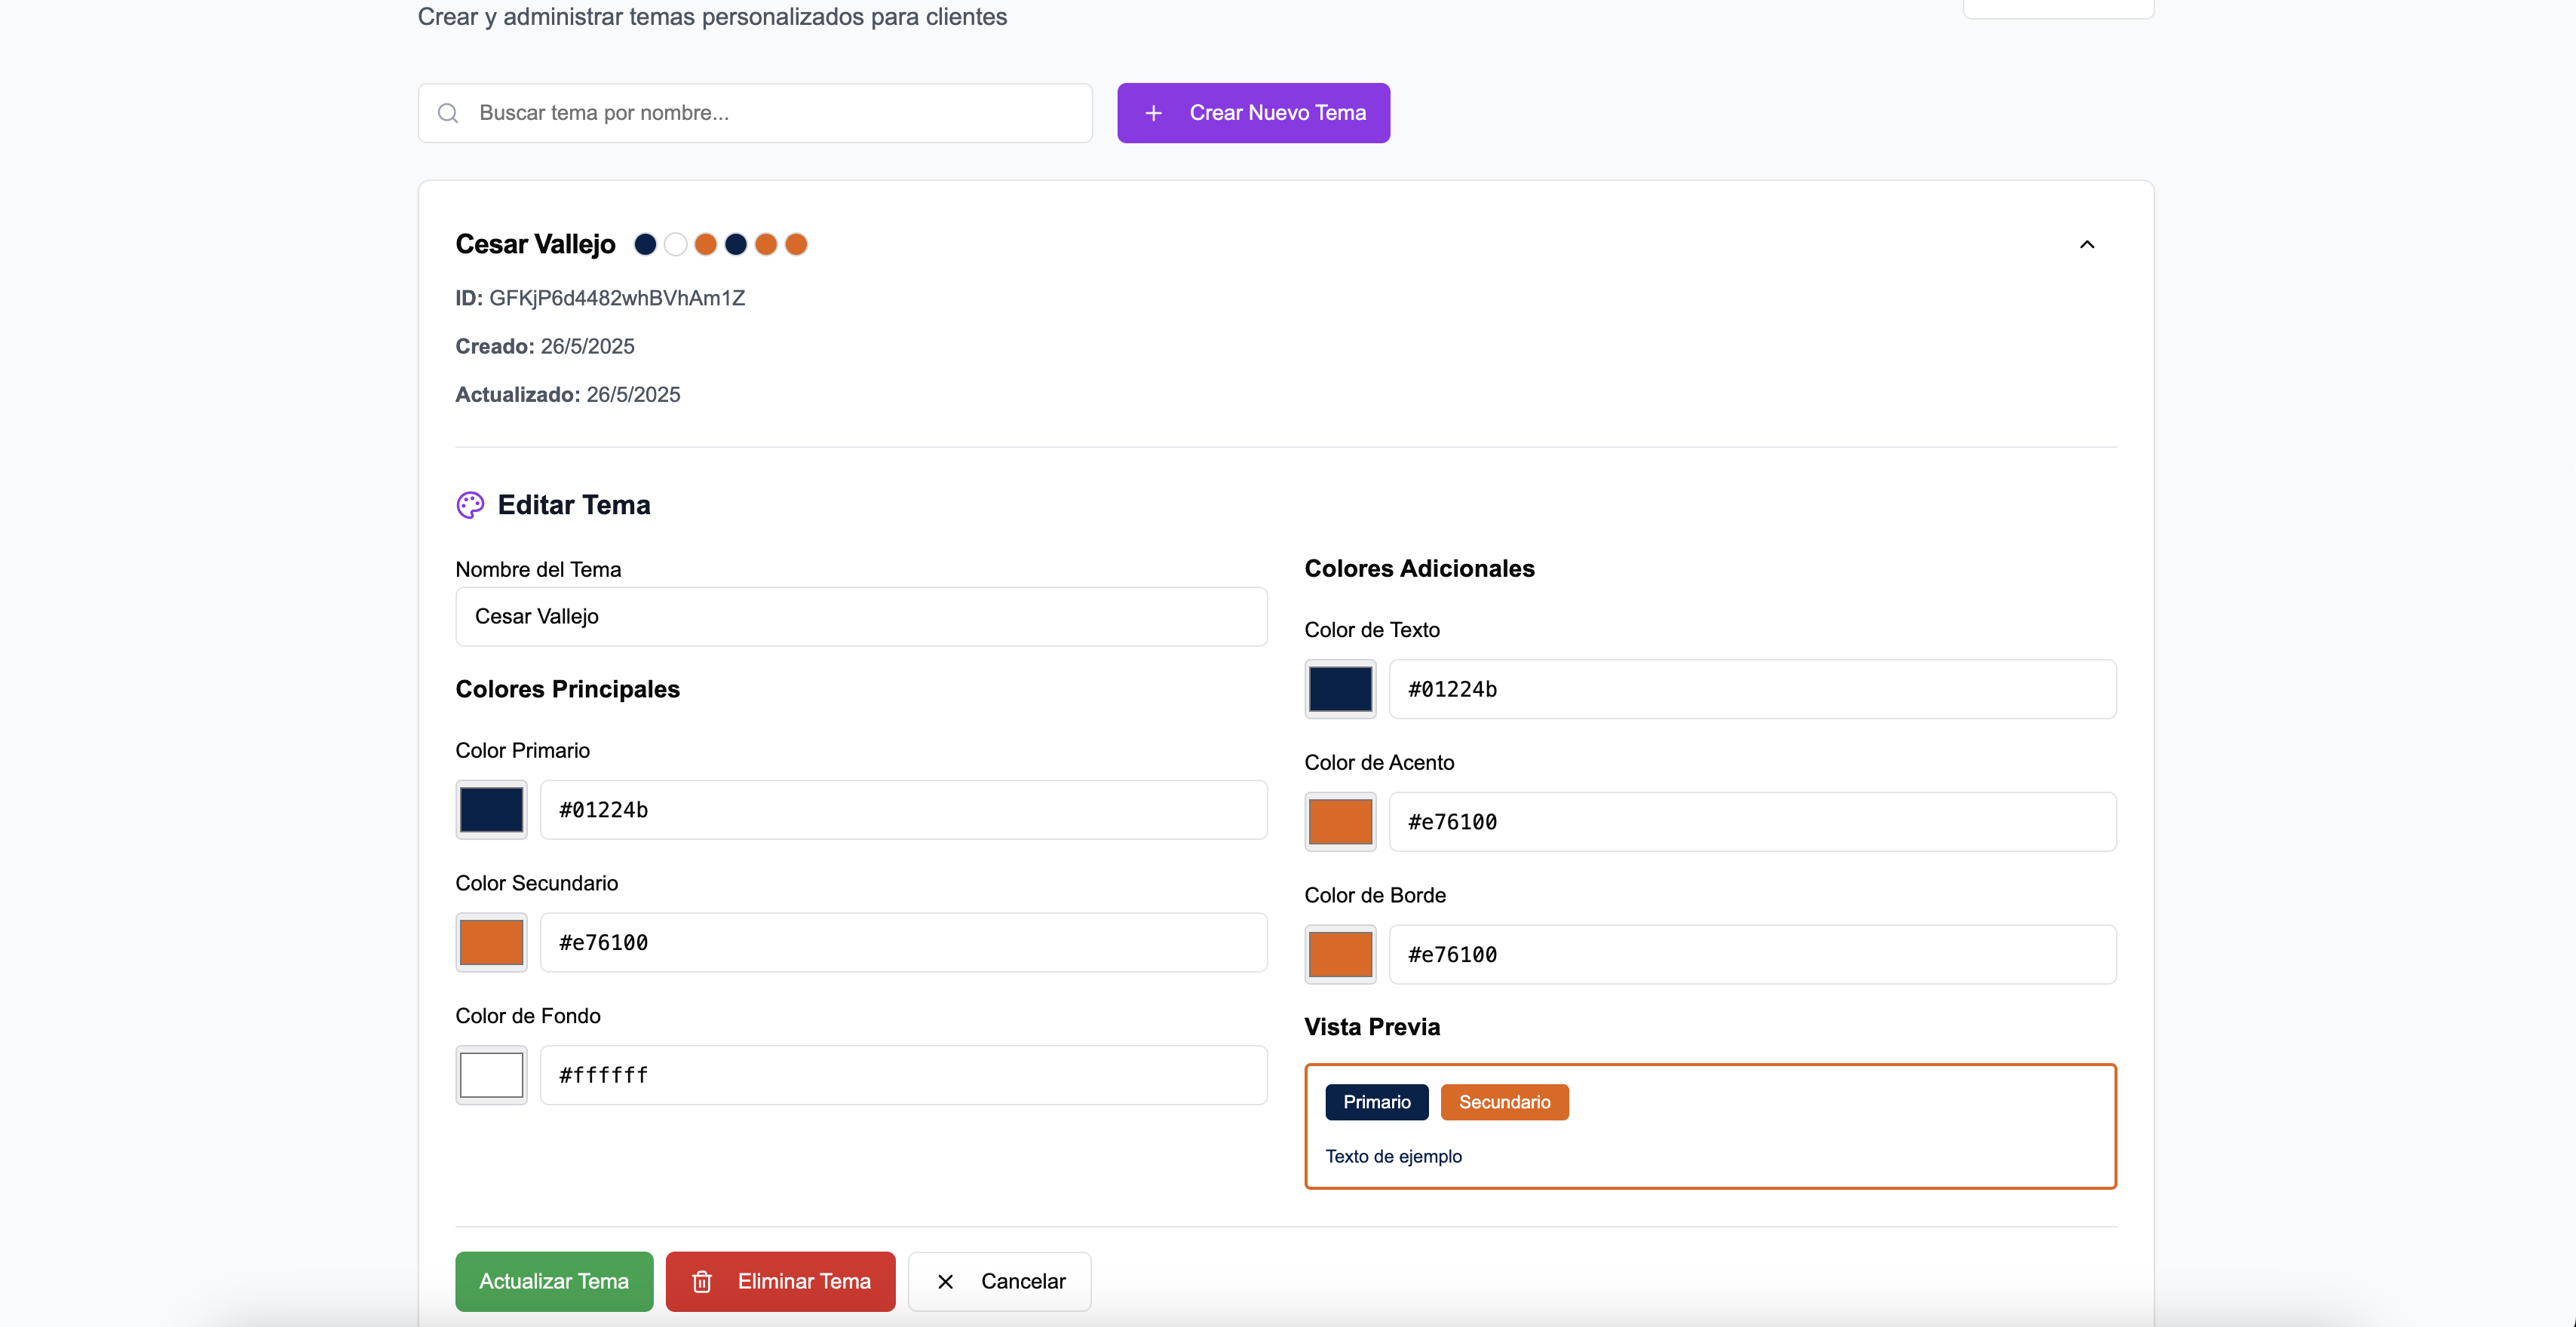 Crear y administrar temas personalizados para clientes
Buscar tema por nombre...
Crear Nuevo Tema
Cesar Vallejo
ID: GFKjP6d4482whBVhAm1Z
Creado: 26/5/2025
Actualizado: 26/5/2025
Editar Tema
Nombre del Tema
Cesar Vallejo
Colores Principales
Color Primario
#01224b
Color Secundario
#e76100
Color de Fondo
#ffffff
Colores Adicionales
Color de Texto
#01224b
Color de Acento
#e76100
Color de Borde
#e76100
Vista Previa
Primario
Secundario
Texto de ejemplo
Actualizar Tema
Eliminar Tema
Cancelar